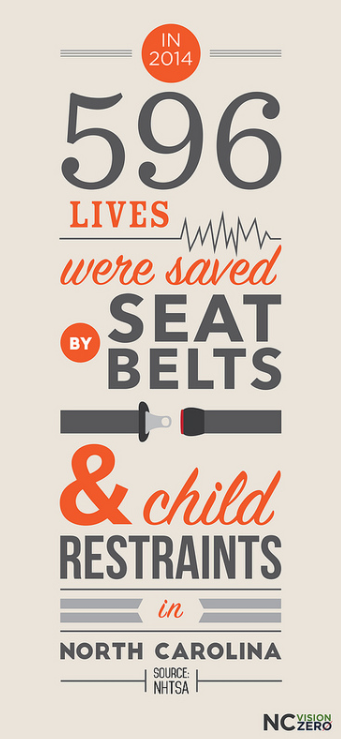 IN
2014
596
LIVES
were saved
BY SEAT
BELTS
& child
RESTRAINTS
in
NORTH CAROLINA
SOURCE:
NHTSA
NC VISION
ZERO